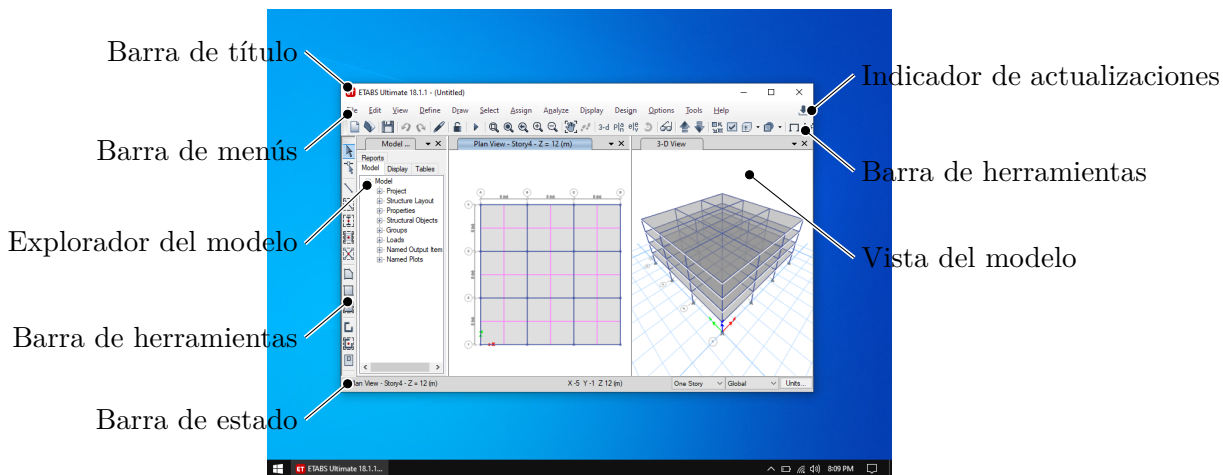 Barra de título
Barra de menús
Explorador del modelo
Barra de herramientas
Barra de estado
Indicador de actualizaciones
Barra de herramientas
Vista del modelo
ETABS Ultimate 18.1.1 - (Untitled)
Edit View Define Draw Select Assign Analyze Display Design Options Tools Help
3-d
Model ...
Plan View - Story4 - Z = 12 (m)
3-D View
Reports
Model Display Tables
Model
Project
Structure Layout
Properties
Structural Objects
Groups
Loads
Named Output Item
Named Plots
Plan View - Story4 - Z = 12 (m)
X -5 Y -1 Z 12 (m)
One Story
Global
Units...
ET ETABS Ultimate 18.1.1...
8:09 PM